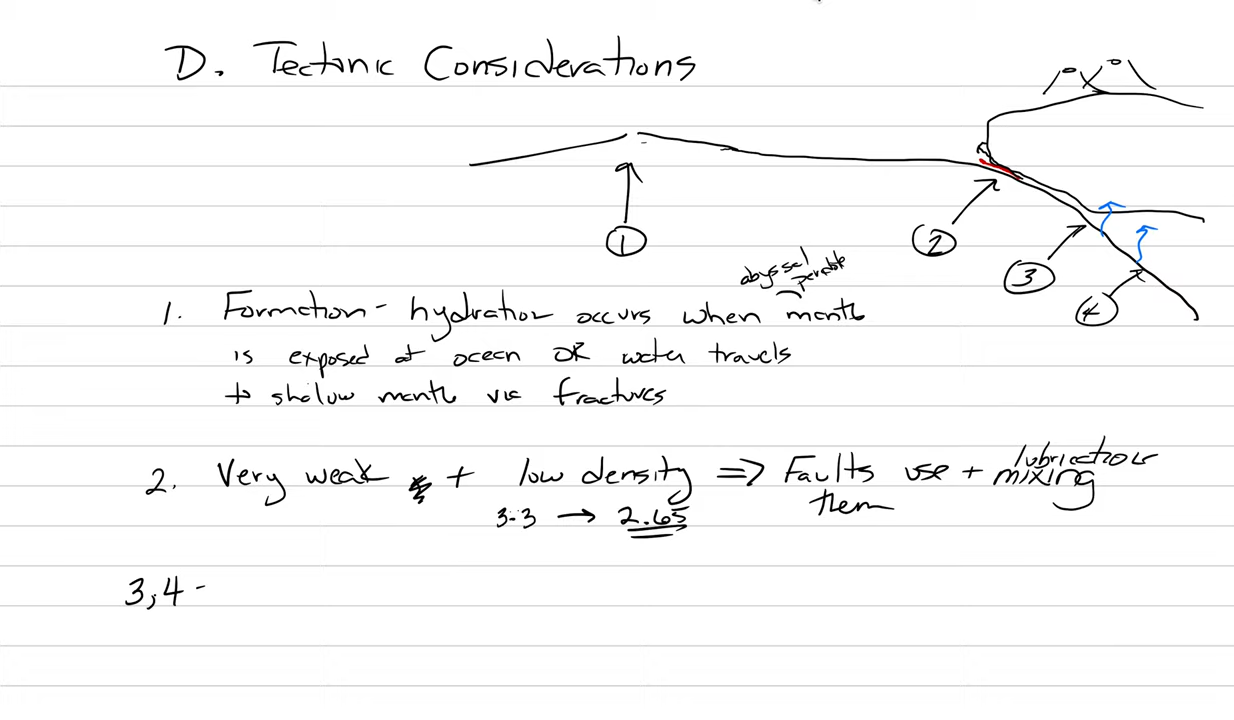 D. Tectonic Considerations
1
2
3
4
abyssal
peridotite
1. Formation - hydration occurs when mantle
is exposed at ocean OR water travels
to shallow mantle via fractures
2. Very weak + low density => Faults use + mixing
lubrication
them
3.3 → 2.65
3,4 -